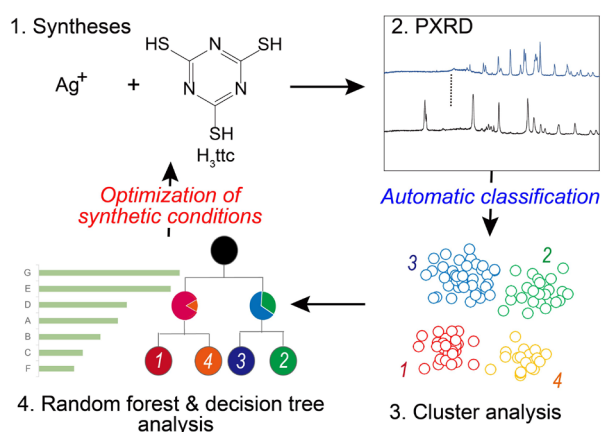 1. Syntheses
Ag+
+
HS
SH
N
N
N
SH
H3ttc
2. PXRD
Optimization of
synthetic conditions
Automatic classification
G
E
D
A
B
C
F
1
4
3
2
4. Random forest & decision tree
analysis
3
2
1
4
3. Cluster analysis